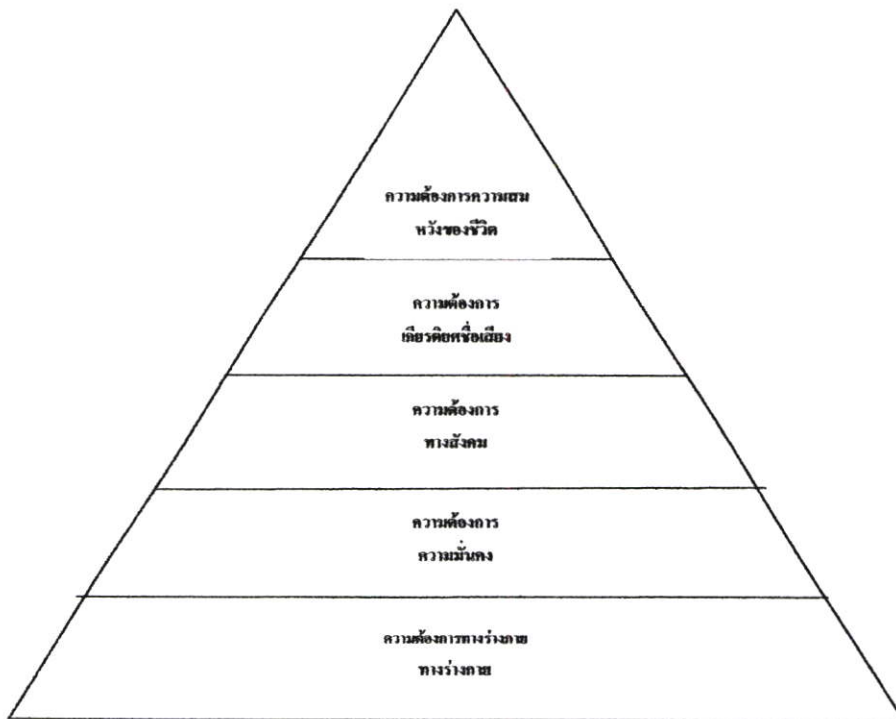 ความต้องการความสม
หวังของชีวิต
ความต้องการ
เกียรติยศชื่อเสียง
ความต้องการ
ทางสังคม
ความต้องการ
ความมั่นคง
ความต้องการทางร่างกาย
ทางร่างกาย